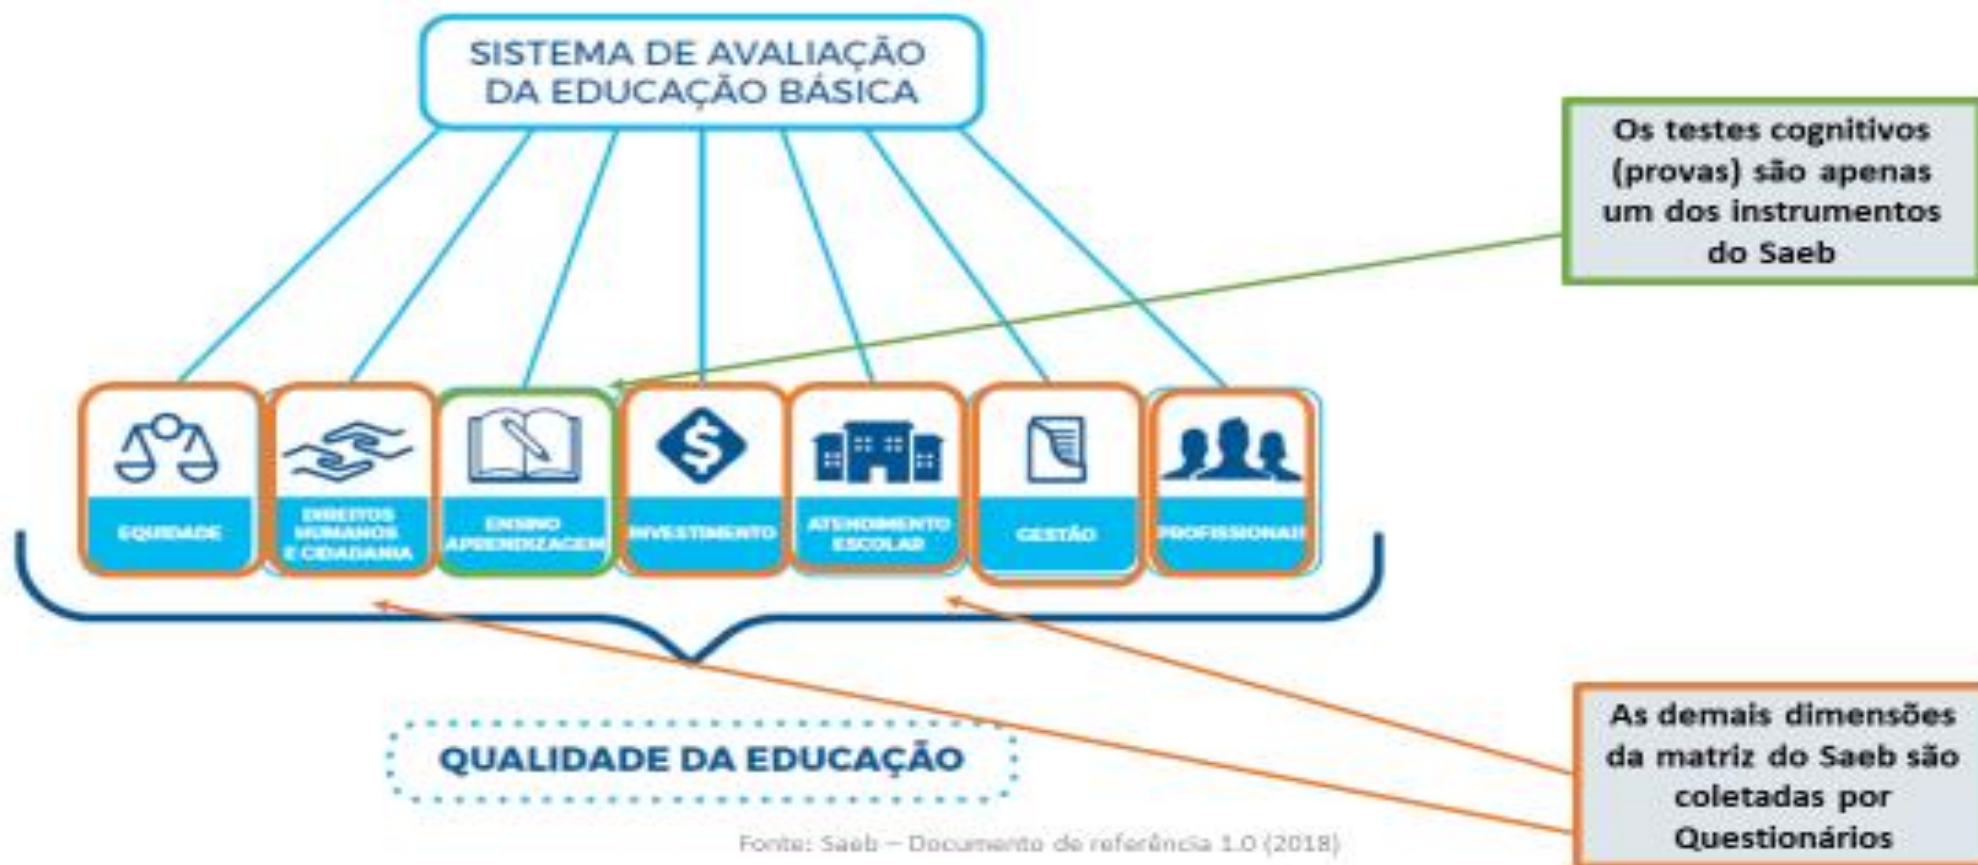 SISTEMA DE AVALIAÇÃO
DA EDUCAÇÃO BÁSICA
Os testes cognitivos
(provas) são apenas
um dos instrumentos
do Saeb
EQUIDADE
DIREITOS
HUMANOS
E CIDADANIA
ENSINO
APRENDIZAGEM
INVESTIMENTO
ATENDIMENTO
ESCOLAR
GESTÃO
PROFISSIONAIS
QUALIDADE DA EDUCAÇÃO
As demais dimensões
da matriz do Saeb são
coletadas por
Questionários
Fonte: Saeb – Documento de referência 1.0 (2018)